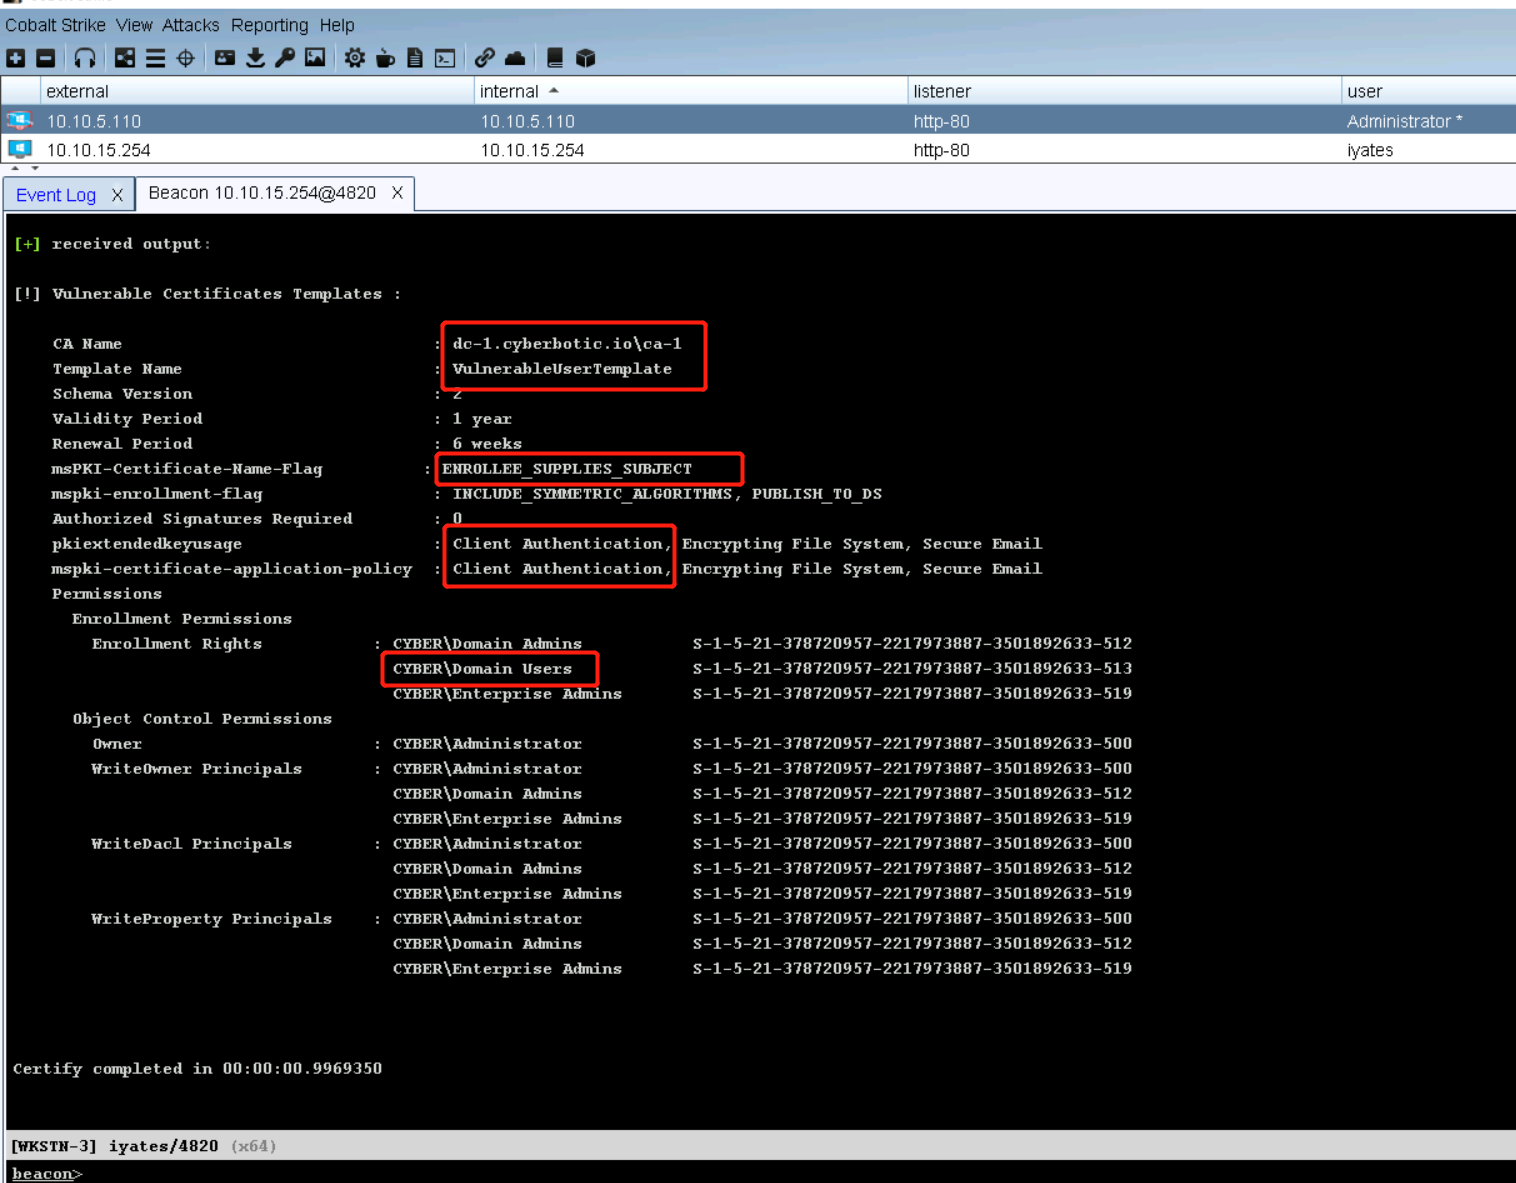 Cobalt Strike View Attacks Reporting Help
external internal listener user
10.10.5.110 10.10.5.110 http-80 Administrator *
10.10.15.254 10.10.15.254 http-80 iyates
Event Log X Beacon 10.10.15.254@4820 X
[+] received output:
[!] Vulnerable Certificates Templates :
CA Name : dc-1.cyberbotic.io\ca-1
Template Name : VulnerableUserTemplate
Schema Version : 2
Validity Period : 1 year
Renewal Period : 6 weeks
msPKI-Certificate-Name-Flag : ENROLLEE_SUPPLIES_SUBJECT
mspki-enrollment-flag : INCLUDE_SYMMETRIC_ALGORITHMS, PUBLISH_TO_DS
Authorized Signatures Required : 0
pkiextendedkeyusage : Client Authentication, Encrypting File System, Secure Email
mspki-certificate-application-policy : Client Authentication, Encrypting File System, Secure Email
Permissions
Enrollment Permissions
Enrollment Rights : CYBER\Domain Admins S-1-5-21-378720957-2217973887-3501892633-512
CYBER\Domain Users S-1-5-21-378720957-2217973887-3501892633-513
CYBER\Enterprise Admins S-1-5-21-378720957-2217973887-3501892633-519
Object Control Permissions
Owner : CYBER\Administrator S-1-5-21-378720957-2217973887-3501892633-500
WriteOwner Principals : CYBER\Administrator S-1-5-21-378720957-2217973887-3501892633-500
CYBER\Domain Admins S-1-5-21-378720957-2217973887-3501892633-512
CYBER\Enterprise Admins S-1-5-21-378720957-2217973887-3501892633-519
WriteDacl Principals : CYBER\Administrator S-1-5-21-378720957-2217973887-3501892633-500
CYBER\Domain Admins S-1-5-21-378720957-2217973887-3501892633-512
CYBER\Enterprise Admins S-1-5-21-378720957-2217973887-3501892633-519
WriteProperty Principals : CYBER\Administrator S-1-5-21-378720957-2217973887-3501892633-500
CYBER\Domain Admins S-1-5-21-378720957-2217973887-3501892633-512
CYBER\Enterprise Admins S-1-5-21-378720957-2217973887-3501892633-519
Certify completed in 00:00:00.9969350
[WKSTN-3] iyates/4820 (x64)
beacon>